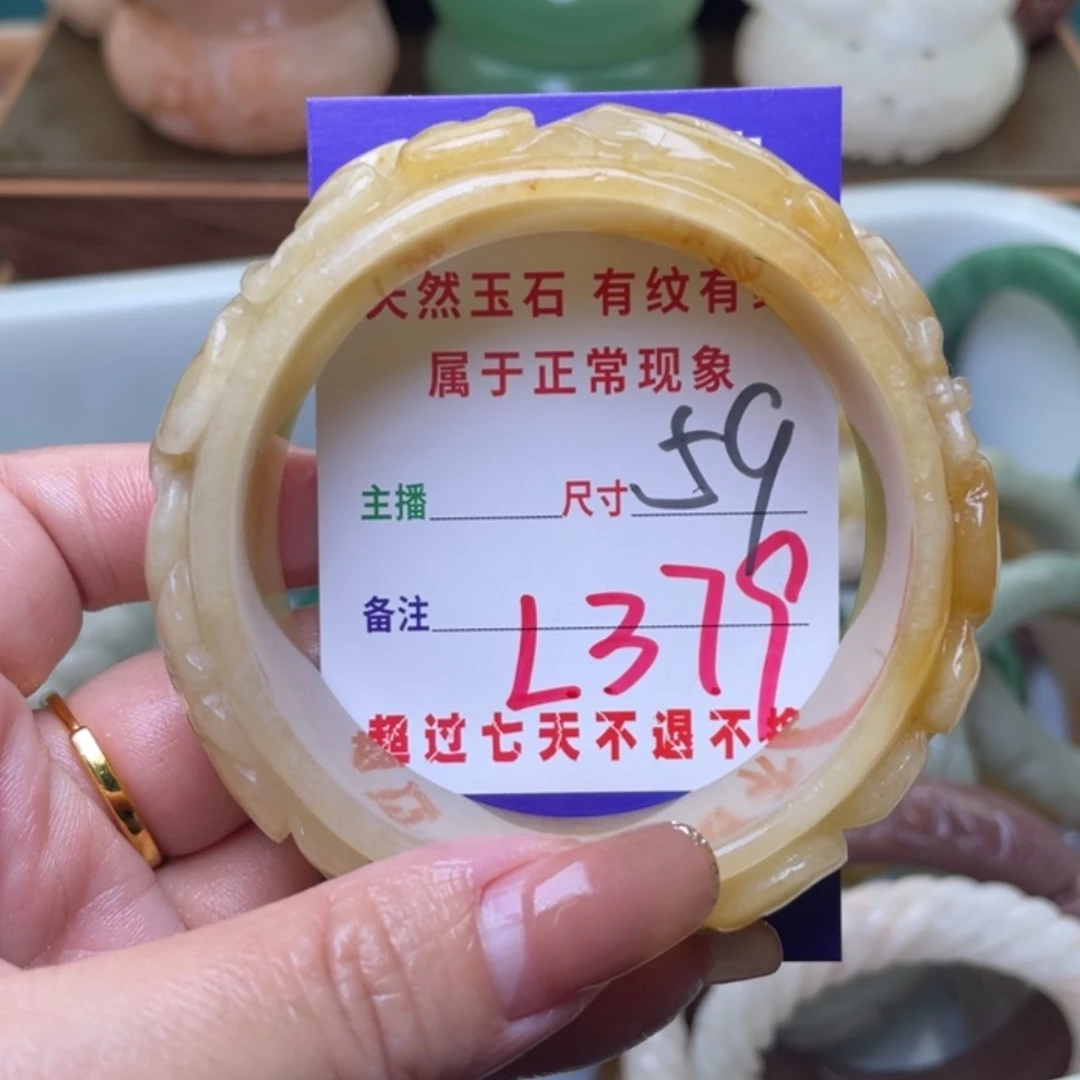 天然玉石 有纹有
属于正常现象
主播 尺寸 59
备注 L379
超过七天不退不换